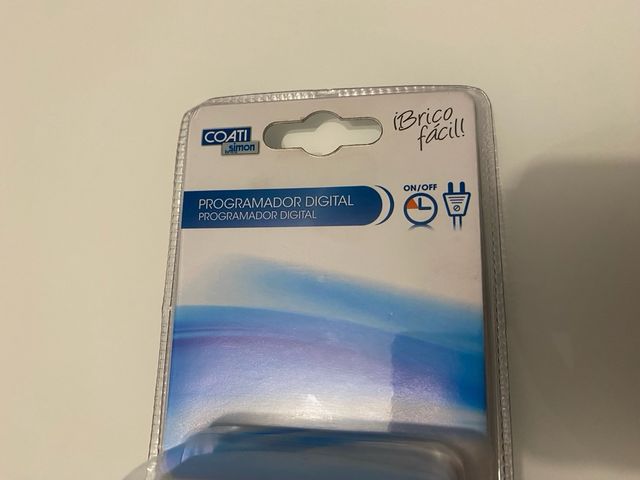 COATI
simon
¡Brico
fácil!
PROGRAMADOR DIGITAL
PROGRAMADOR DIGITAL
ON/OFF